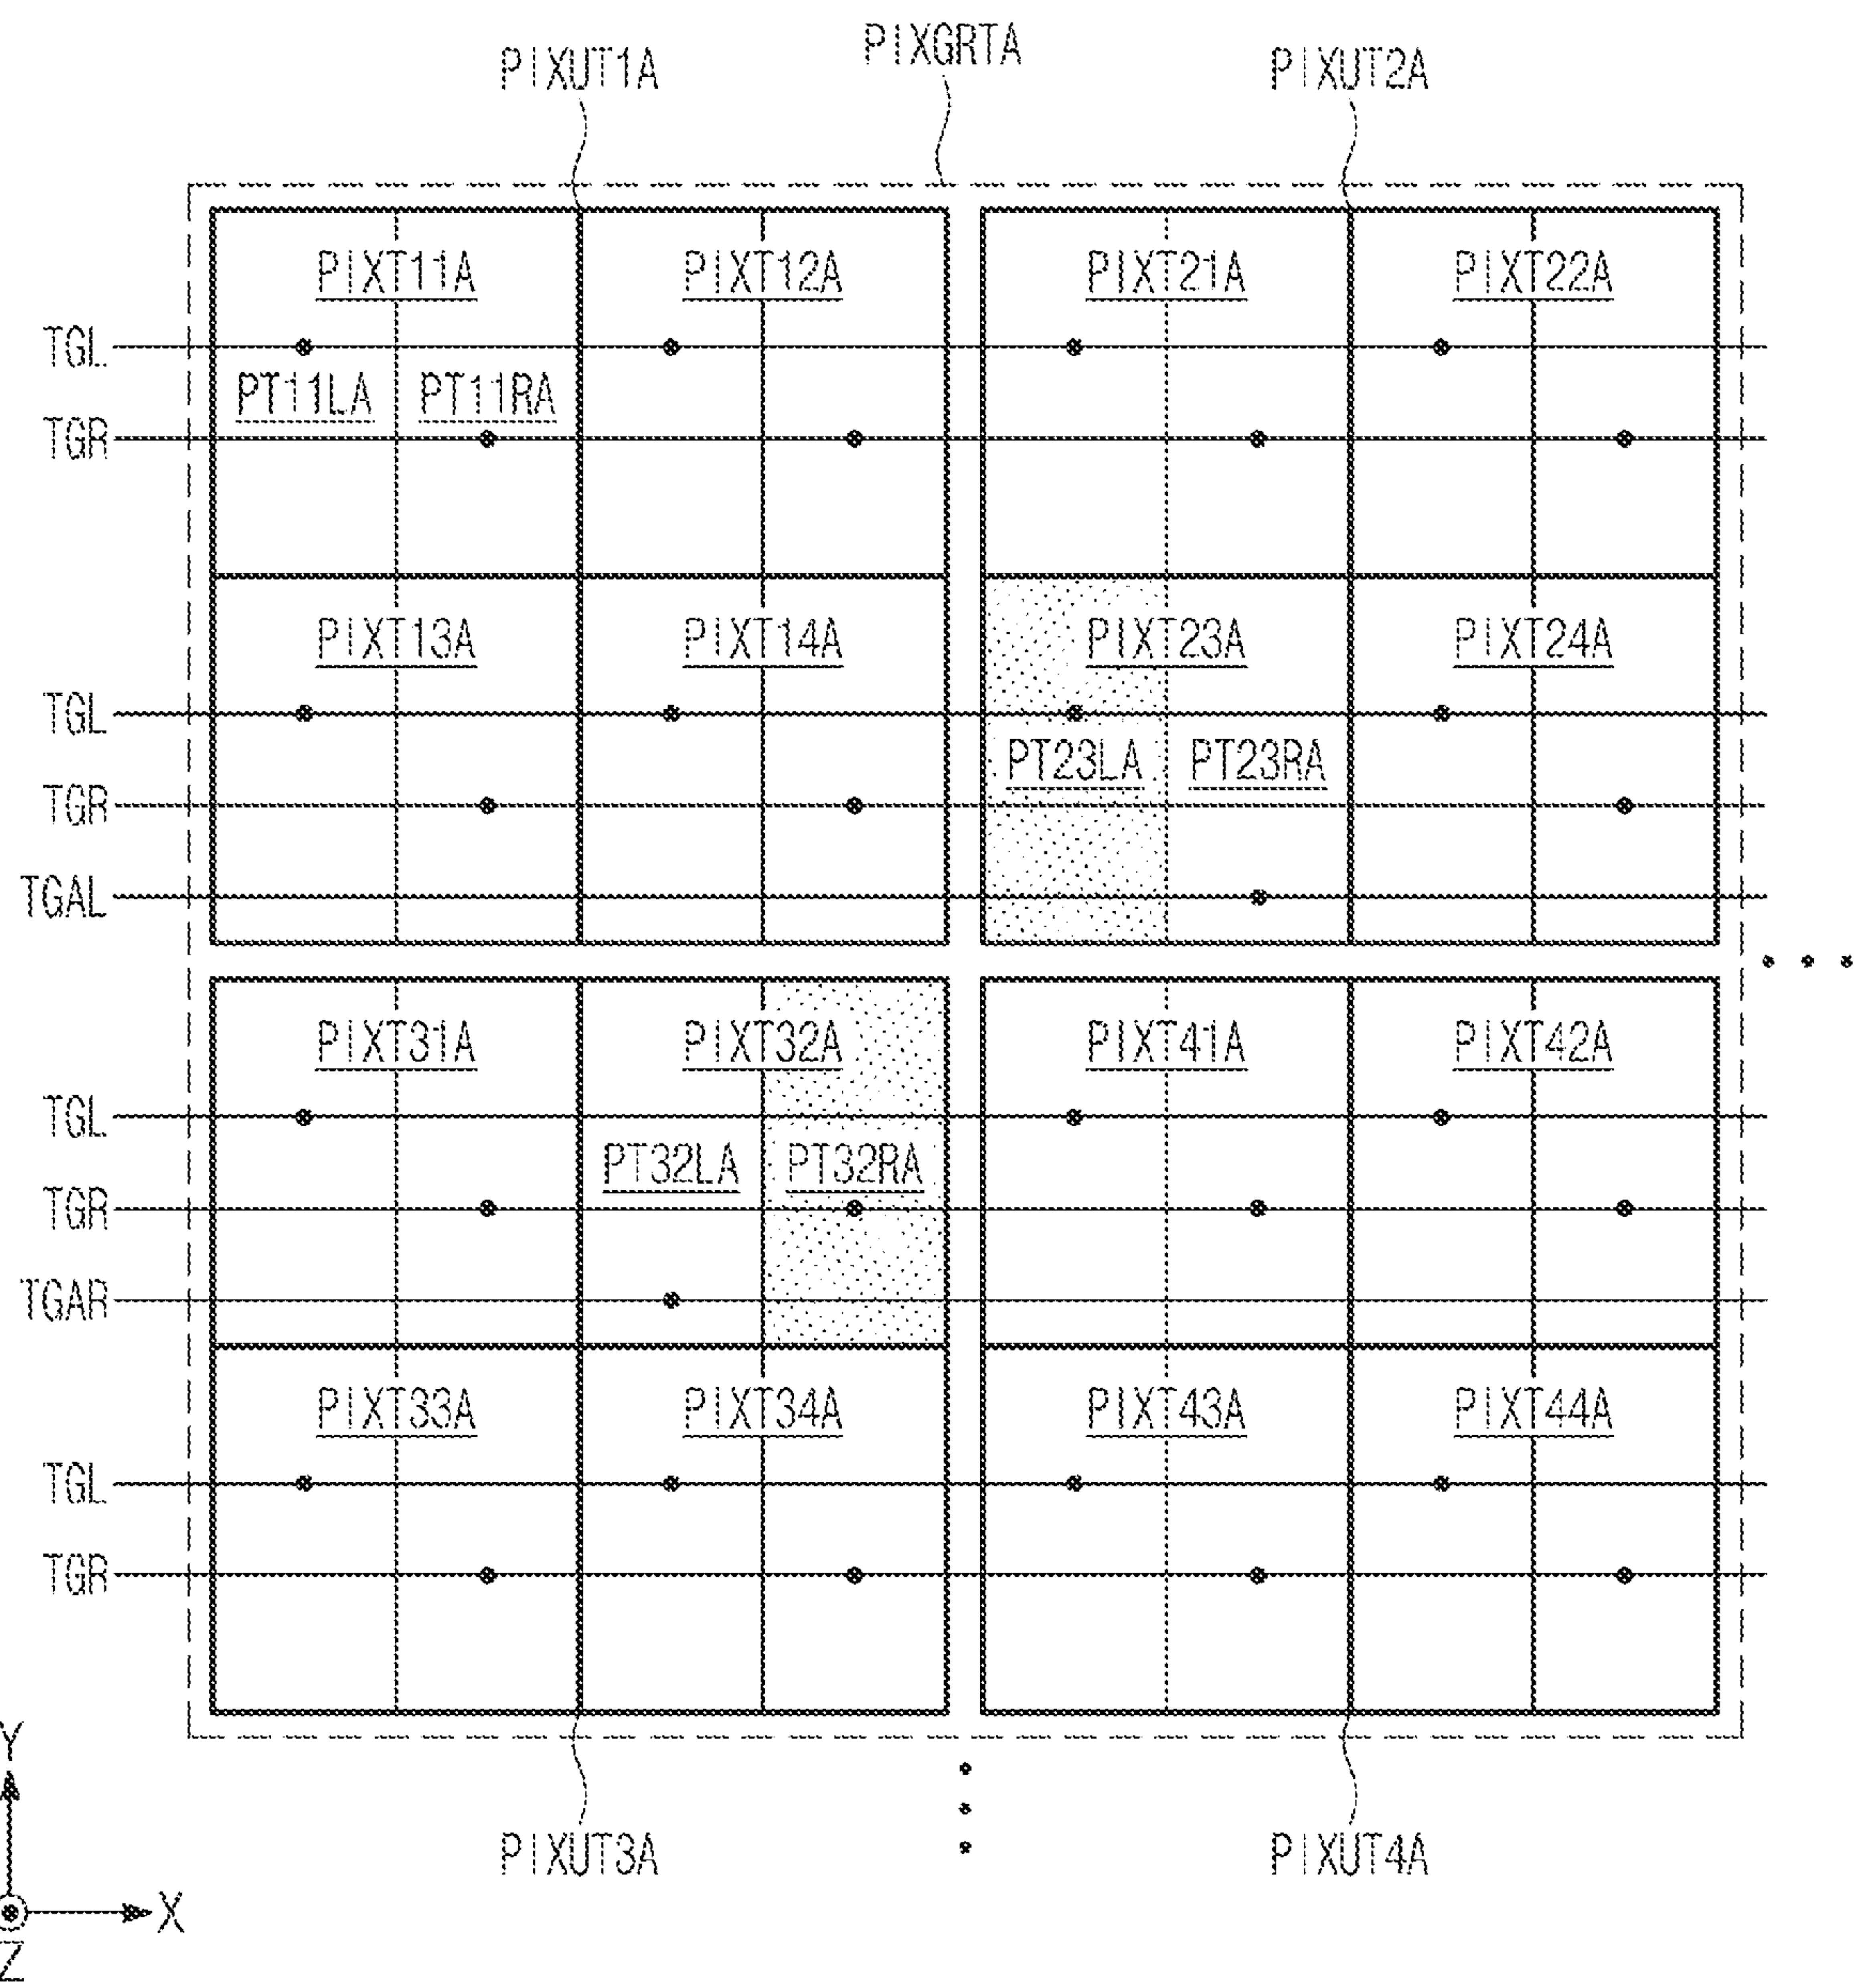 PIXUT1A PIXGRTA PIXUT2A
PIXT11A PIXT12A PIXT21A PIXT22A
TGL
PT11LA PT11RA
TGR
PIXT13A PIXT14A PIXT23A PIXT24A
TGL
PT23LA PT23RA
TGR
TGAL
PIXT31A PIXT32A PIXT41A PIXT42A
TGL
PT32LA PT32RA
TGR
TGAR
PIXT33A PIXT34A PIXT43A PIXT44A
TGL
TGR
PIXUT3A PIXUT4A
Y
X
Z